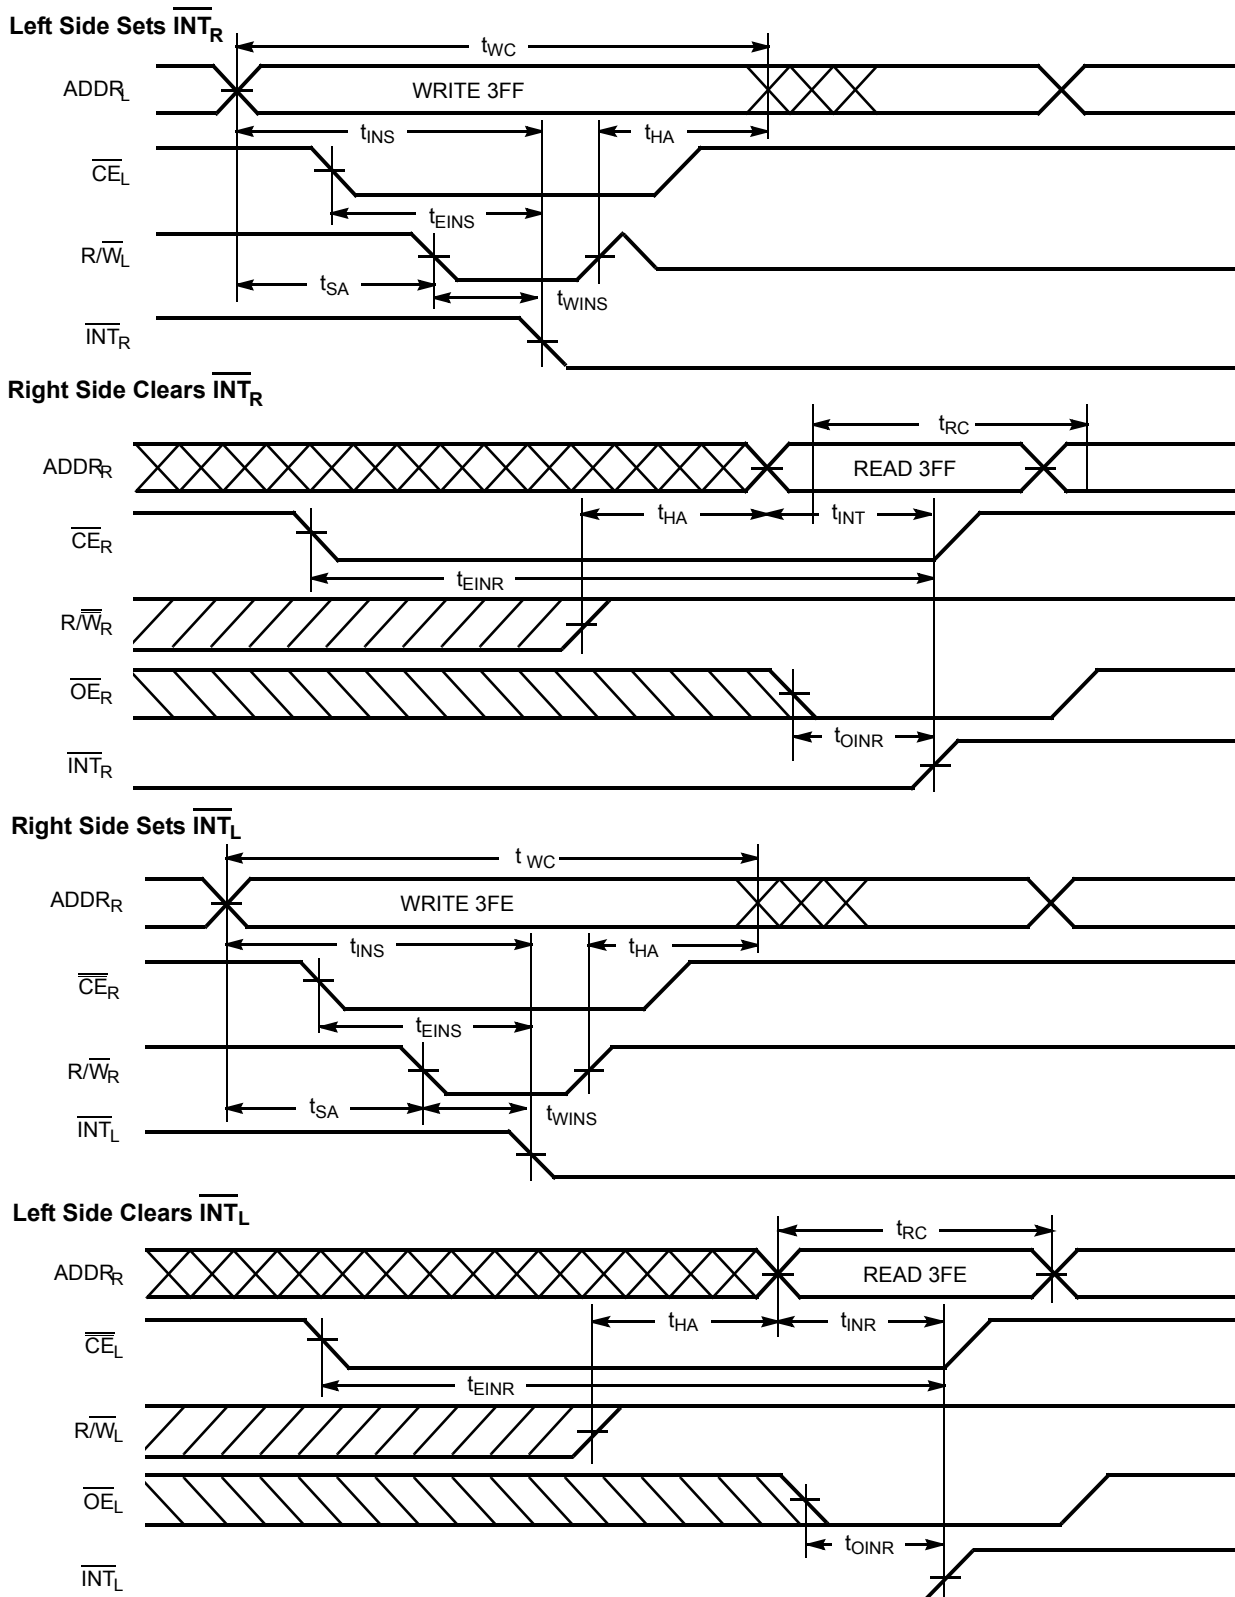 Left Side Sets INT̅R
tWC
ADDRL
WRITE 3FF
tINS
tHA
CEL
tEINS
R/WL
tSA
tWINS
INTR
Right Side Clears INTR
tRC
ADDRR
READ 3FF
tHA
tINT
CER
tEINR
R/WR
OER
tOINR
INTR
Right Side Sets INTL
t WC
ADDRR
WRITE 3FE
tINS
tHA
CER
tEINS
R/WR
tSA
tWINS
INTL
Left Side Clears INTL
tRC
ADDRR
READ 3FE
tHA
tINR
CEL
tEINR
R/WL
OEL
tOINR
INTL